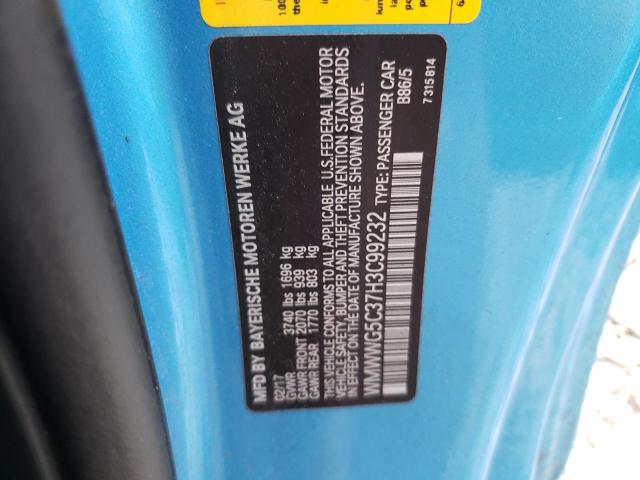 MFD BY BAYERISCHE MOTOREN WERKE AG
02/17
GVWR 3740 lbs 1696 kg
GAWR FRONT 2070 lbs 939 kg
GAWR REAR 1770 lbs 803 kg
THIS VEHICLE CONFORMS TO ALL APPLICABLE U.S.FEDERAL MOTOR
VEHICLE SAFETY, BUMPER AND THEFT PREVENTION STANDARDS
IN EFFECT ON THE DATE OF MANUFACTURE SHOWN ABOVE.
WMWWG5C37H3C99232 TYPE: PASSENGER CAR
B86/5
7 315 814